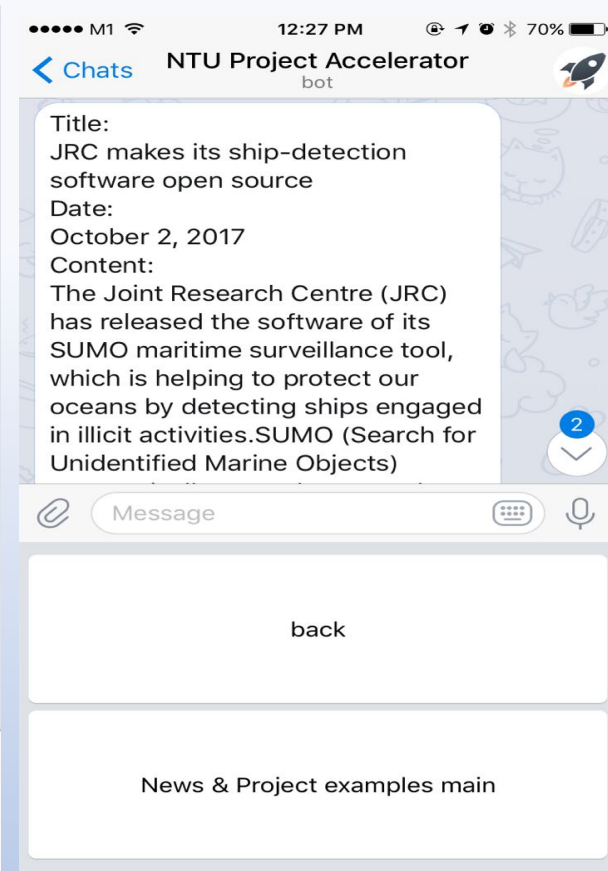 M1 12:27 PM 70%
Chats NTU Project Accelerator
bot
Title:
JRC makes its ship-detection
software open source
Date:
October 2, 2017
Content:
The Joint Research Centre (JRC)
has released the software of its
SUMO maritime surveillance tool,
which is helping to protect our
oceans by detecting ships engaged
in illicit activities.SUMO (Search for
Unidentified Marine Objects)
2
Message
back
News & Project examples main